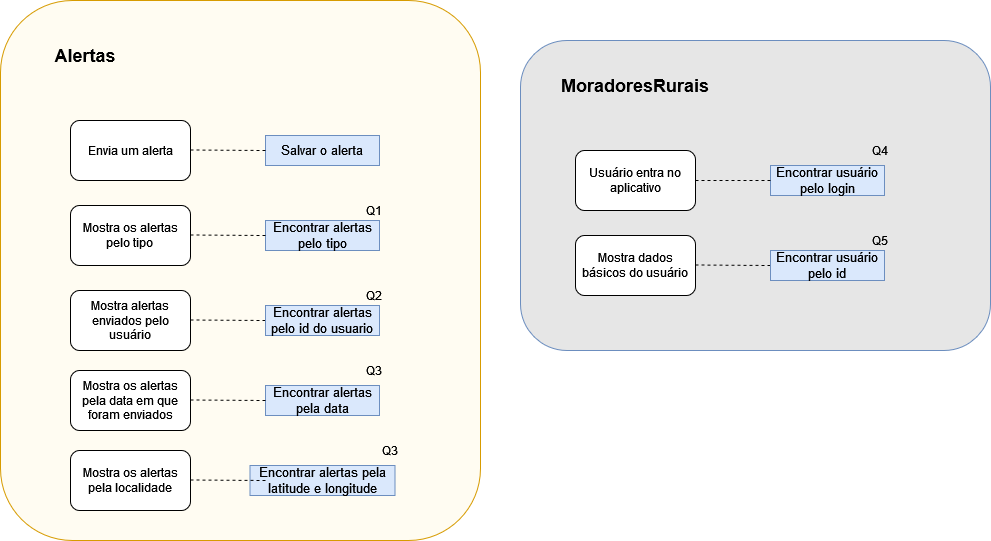 Alertas
Envia um alerta
Salvar o alerta
Mostra os alertas
pelo tipo
Q1
Encontrar alertas
pelo tipo
Mostra alertas
enviados pelo
usuário
Q2
Encontrar alertas
pelo id do usuario
Mostra os alertas
pela data em que
foram enviados
Q3
Encontrar alertas
pela data
Mostra os alertas
pela localidade
Q3
Encontrar alertas pela
latitude e longitude
MoradoresRurais
Usuário entra no
aplicativo
Q4
Encontrar usuário
pelo login
Mostra dados
básicos do usuário
Q5
Encontrar usuário
pelo id